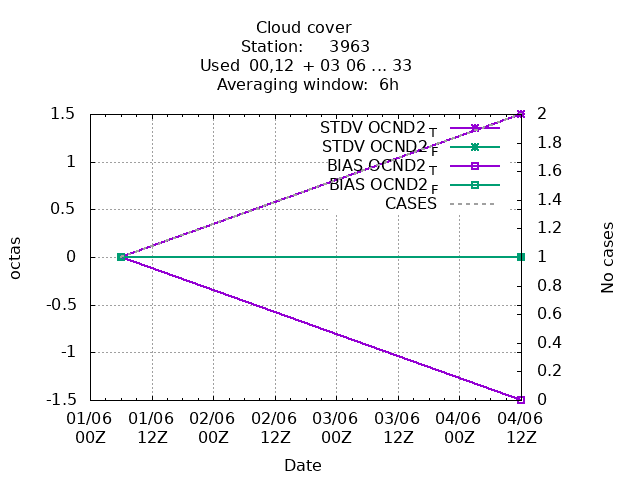 Cloud cover
Station: 3963
Used 00,12 + 03 06 ... 33
Averaging window: 6h
1.5
1
0.5
0
-0.5
-1
-1.5
octas
STDV OCND2 T
STDV OCND2 F
BIAS OCND2 T
BIAS OCND2 F
CASES
2
1.8
1.6
1.4
1.2
1
0.8
0.6
0.4
0.2
0
No cases
01/06 01/06 02/06 02/06 03/06 03/06 04/06 04/06
00Z 12Z 00Z 12Z 00Z 12Z 00Z 12Z
Date